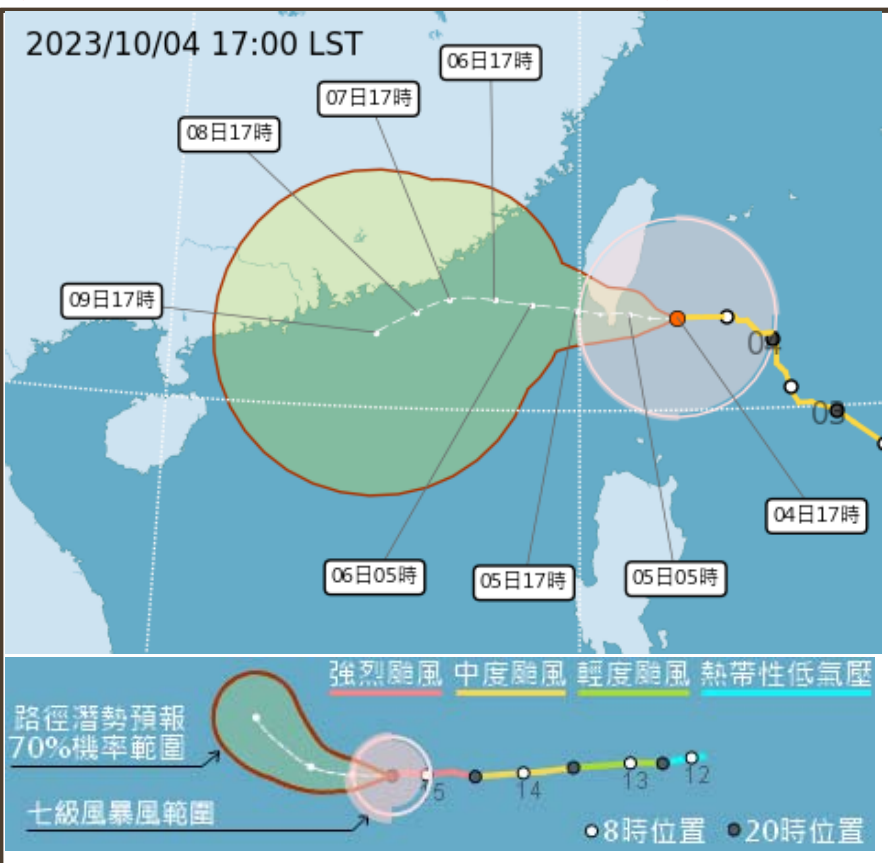 2023/10/04 17:00 LST
06日17時
07日17時
08日17時
09日17時
04
03
04日17時
06日05時
05日17時
05日05時
強烈颱風 中度颱風 輕度颱風 熱帶性低氣壓
路徑潛勢預報
70%機率範圍
15 14 13 12
七級風暴風範圍
8時位置 20時位置